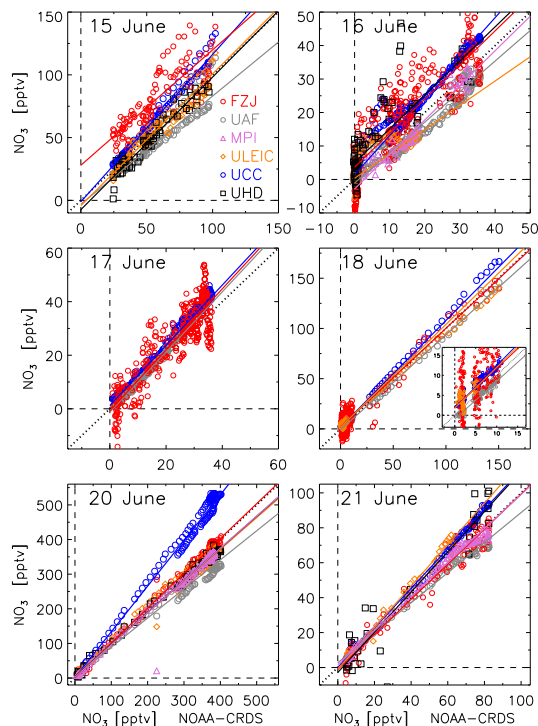 15 June
16 June
150
100
50
0
NO3 [pptv]
FZJ
UAF
MPI
ULEIC
UCC
UHD
0 50 100 150
50
40
30
20
10
0
−10
−10 0 10 20 30 40 50
17 June
18 June
60
40
20
0
NO3 [pptv]
0 20 40 60
200
150
100
50
0
0 50 100 150
15
10
5
0
0 5 10 15
20 June
21 June
500
400
300
200
100
0
NO3 [pptv]
0 100 200 300 400 500
NO3 [pptv] NOAA−CRDS
100
80
60
40
20
0
0 20 40 60 80 100
NO3 [pptv] NOAA−CRDS